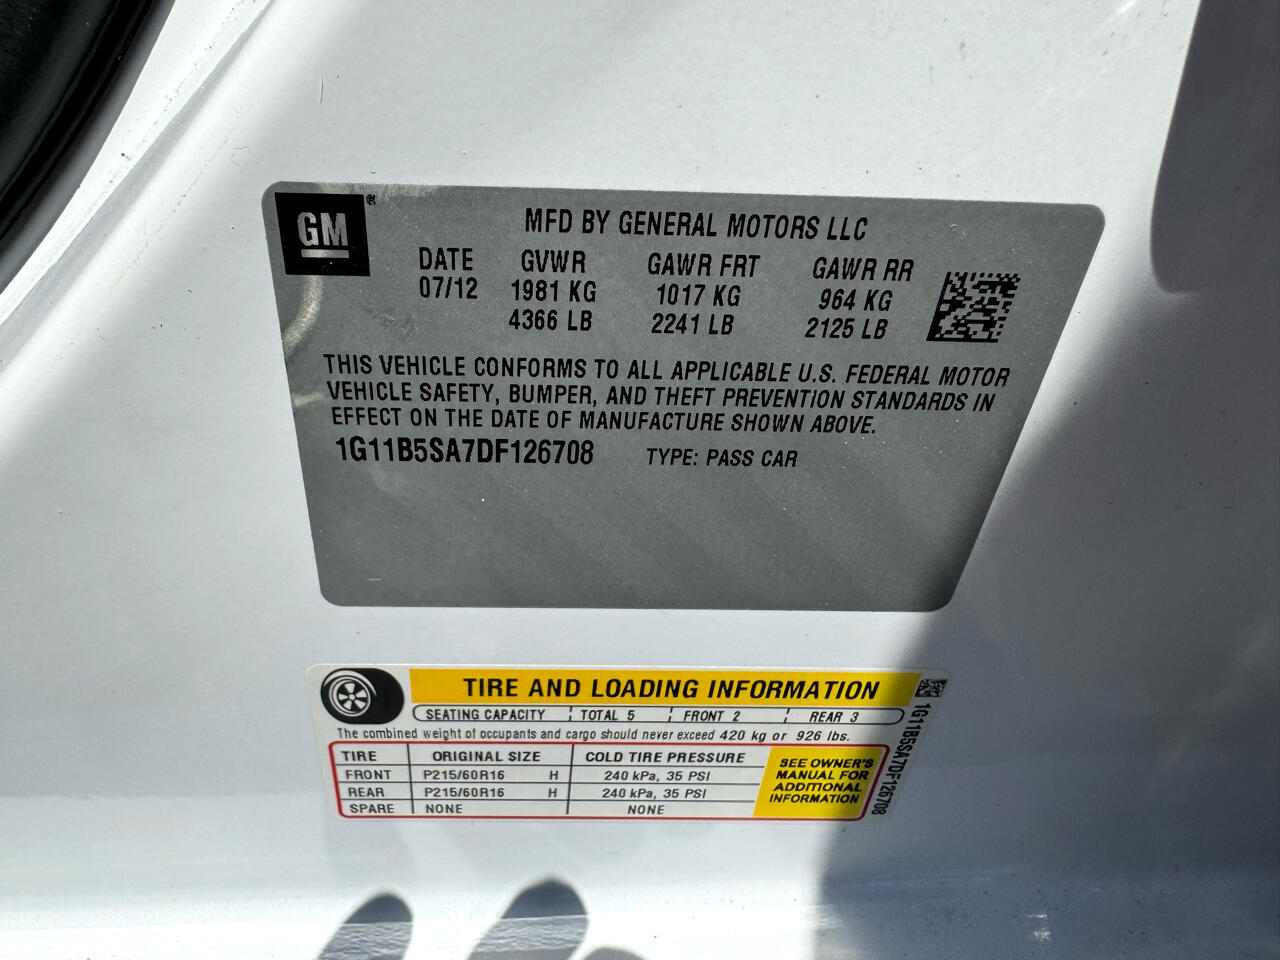 GM ®
MFD BY GENERAL MOTORS LLC
DATE GVWR GAWR FRT GAWR RR
07/12 1981 KG 1017 KG 964 KG
4366 LB 2241 LB 2125 LB
THIS VEHICLE CONFORMS TO ALL APPLICABLE U.S. FEDERAL MOTOR
VEHICLE SAFETY, BUMPER, AND THEFT PREVENTION STANDARDS IN
EFFECT ON THE DATE OF MANUFACTURE SHOWN ABOVE.
1G11B5SA7DF126708 TYPE: PASS CAR
TIRE AND LOADING INFORMATION
SEATING CAPACITY TOTAL 5 FRONT 2 REAR 3
The combined weight of occupants and cargo should never exceed 420 kg or 926 lbs.
TIRE ORIGINAL SIZE COLD TIRE PRESSURE
FRONT P215/60R16 H 240 kPa, 35 PSI
REAR P215/60R16 H 240 kPa, 35 PSI
SPARE NONE NONE
SEE OWNER'S
MANUAL FOR
ADDITIONAL
INFORMATION
1G11B5SA7DF126708